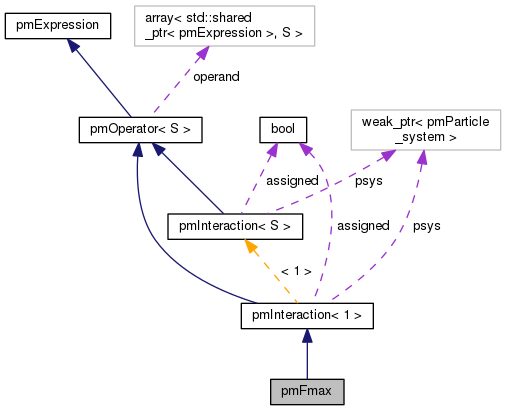 pmExpression
array< std::shared
_ptr< pmExpression >, S >
operand
pmOperator< S >
bool
weak_ptr< pmParticle
_system >
assigned
psys
pmInteraction< S >
assigned
psys
< 1 >
pmInteraction< 1 >
pmFmax